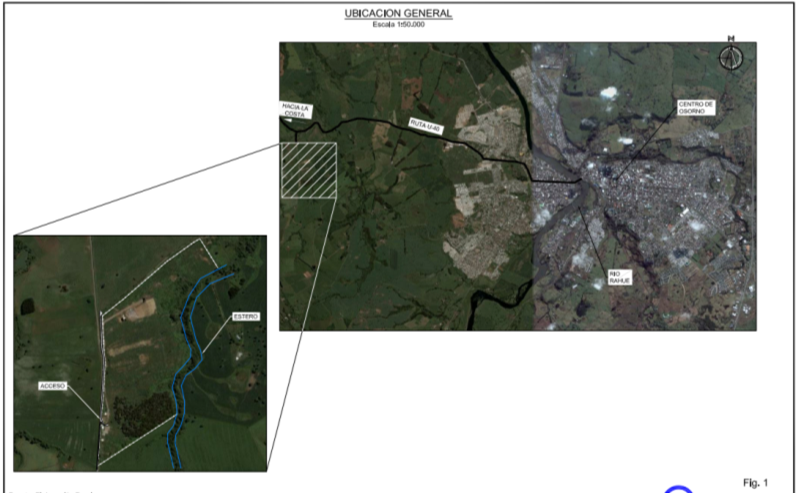 UBICACION GENERAL
Escala 1:50.000
N
HACIA LA
COSTA
RUTA U-40
CENTRO DE
OSORNO
RIO
RAHUE
ESTERO
ACCESO
Fig. 1